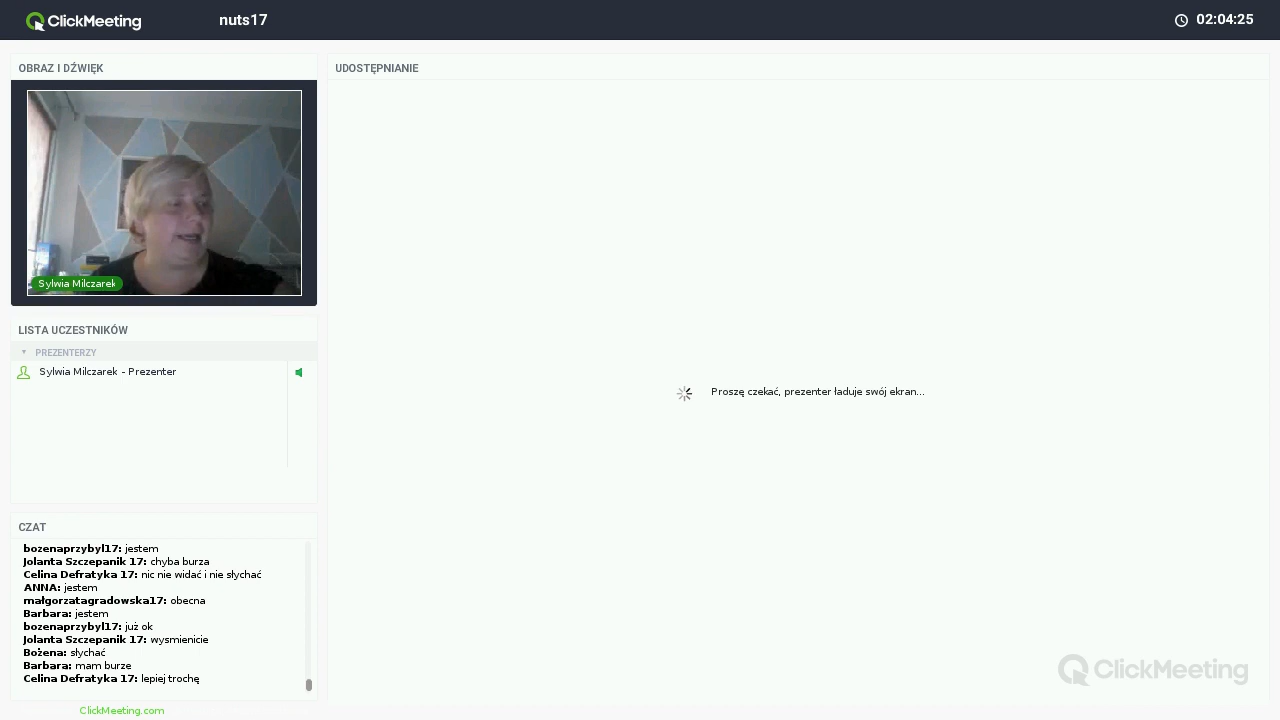 ClickMeeting
nuts17
02:04:25
OBRAZ I DŹWIĘK
Sylwia Milczarek
UDOSTĘPNIANIE
Proszę czekać, prezenter ładuje swój ekran...
LISTA UCZESTNIKÓW
PREZENTERZY
Sylwia Milczarek - Prezenter
CZAT
bozenaprzybyl17: jestem
Jolanta Szczepanik 17: chyba burza
Celina Defratyka 17: nic nie widać i nie słychać
ANNA: jestem
małgorzatagradowska17: obecna
Barbara: jestem
bozenaprzybyl17: już ok
Jolanta Szczepanik 17: wysmienicie
Bożena: słychać
Barbara: mam burze
Celina Defratyka 17: lepiej trochę
ClickMeeting
ClickMeeting.com